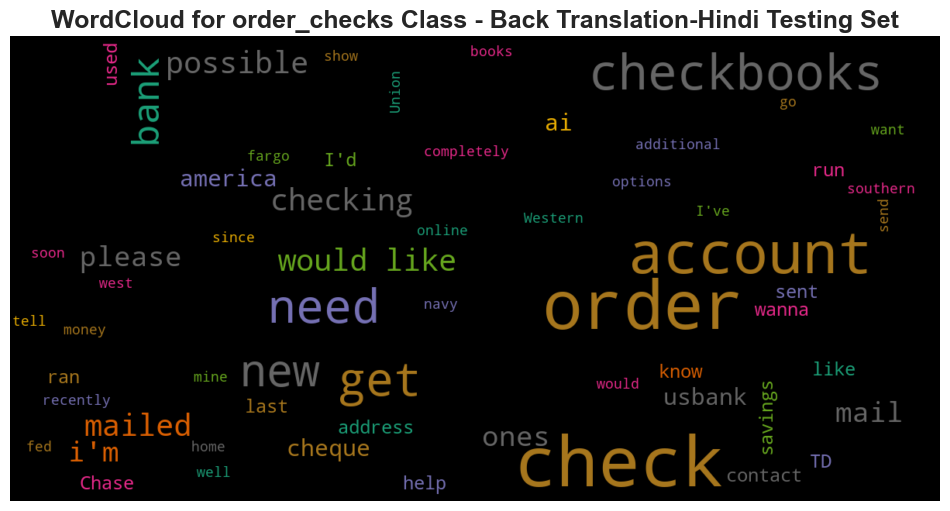 WordCloud for order_checks Class - Back Translation-Hindi Testing Set
used
bank
possible
show
Union
books
checkbooks
go
ai
want
fargo
I'd
completely
additional
run
america
options
southern
checking
Western
I've
send
since
online
soon
please
would like
account
west
need
navy
order
sent
wanna
tell
money
ran
mine
new
get
would
know
like
recently
last
usbank
savings
mail
mailed
address
ones
check
fed
i'm
home
cheque
contact
TD
well
Chase
help